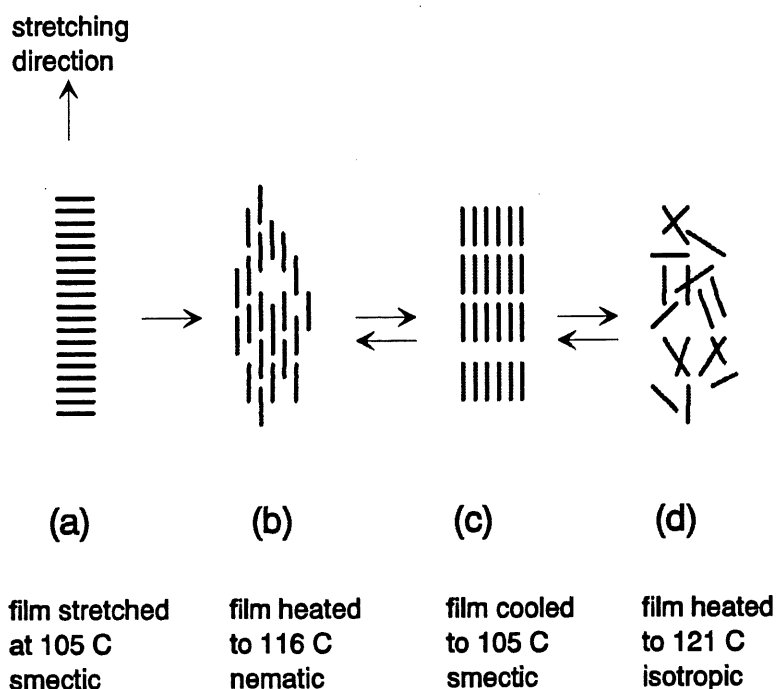 stretching
direction
(a)
(b)
(c)
(d)
film stretched
at 105 C
smectic
film heated
to 116 C
nematic
film cooled
to 105 C
smectic
film heated
to 121 C
isotropic